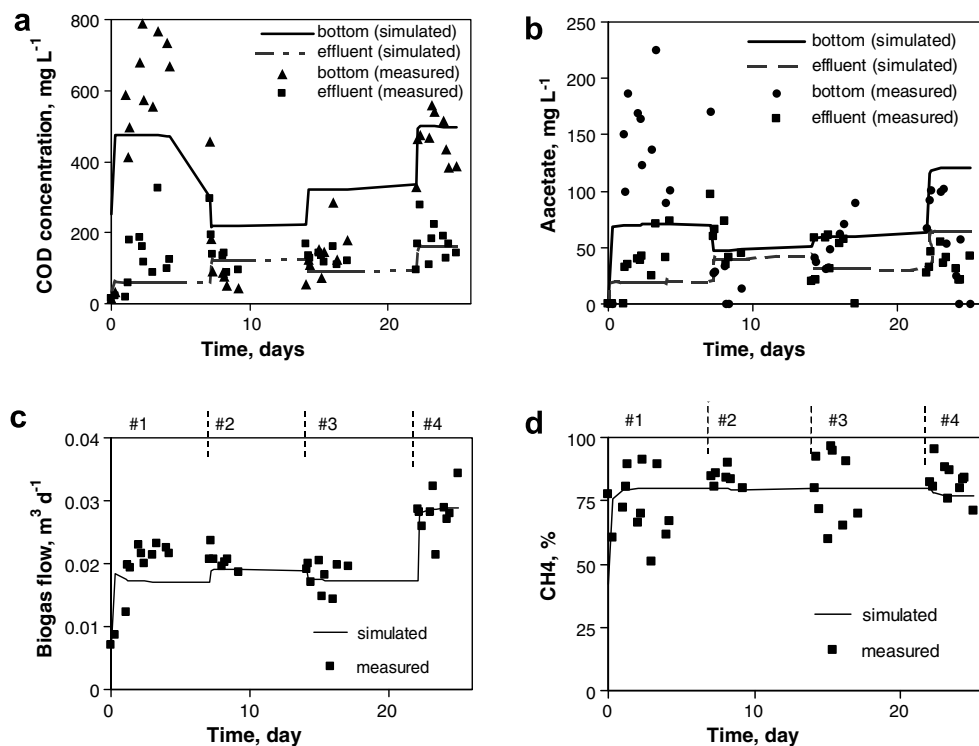 a
800
600
400
200
0
0
20
COD concentration, mg L-1
Time, days
bottom (simulated)
effluent (simulated)
bottom (measured)
effluent (measured)
b
250
200
150
100
50
0
0
10
20
Aacetate, mg L-1
Time, days
bottom (simulated)
effluent (simulated)
bottom (measured)
effluent (measured)
c
#1
#2
#3
#4
0.04
0.03
0.02
0.01
0
0
20
Biogas flow, m3 d-1
Time, day
simulated
measured
d
#1
#2
#3
#4
100
75
50
25
0
0
10
20
CH4, %
Time, day
simulated
measured